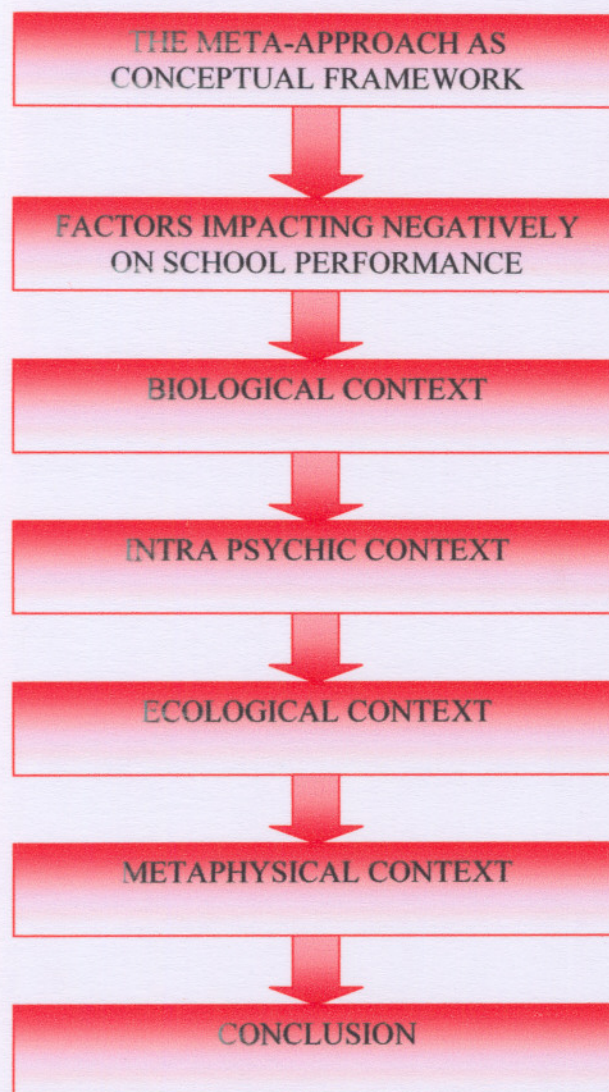 THE META-APPROACH AS
CONCEPTUAL FRAMEWORK
FACTORS IMPACTING NEGATIVELY
ON SCHOOL PERFORMANCE
BIOLOGICAL CONTEXT
INTRA PSYCHIC CONTEXT
ECOLOGICAL CONTEXT
METAPHYSICAL CONTEXT
CONCLUSION